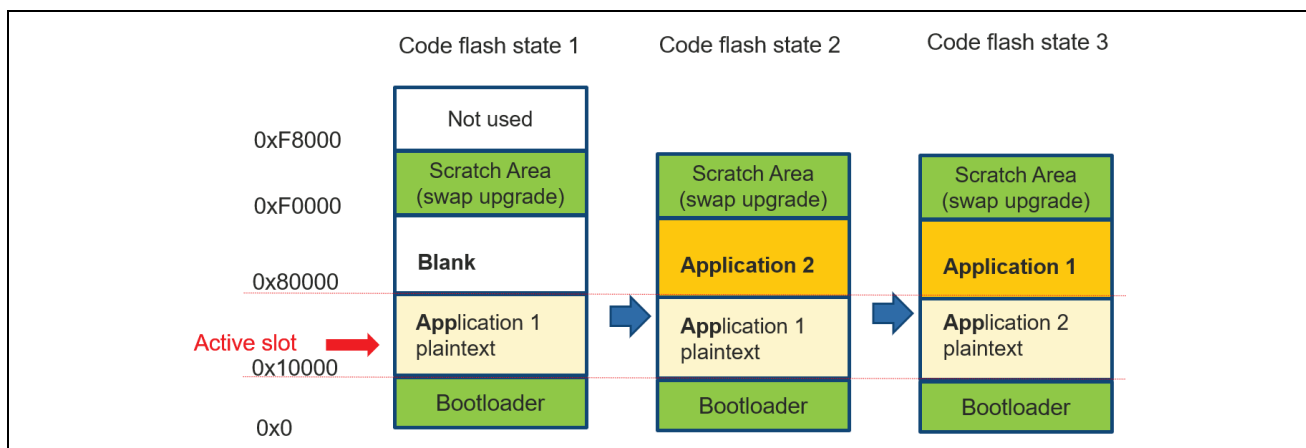 Code flash state 1
Code flash state 2
Code flash state 3
Not used
0xF8000
Scratch Area
(swap upgrade)
Scratch Area
(swap upgrade)
Scratch Area
(swap upgrade)
0xF0000
Blank
Application 2
Application 1
0x80000
Application 1
plaintext
Application 1
plaintext
Application 2
plaintext
Active slot
0x10000
Bootloader
Bootloader
Bootloader
0x0